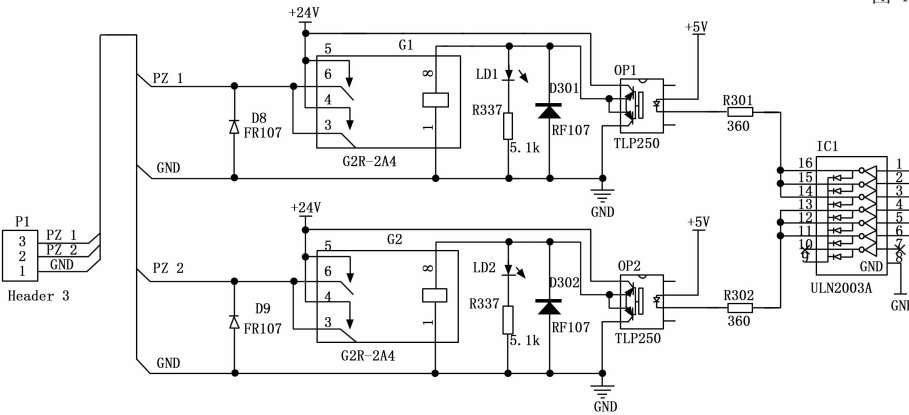 图
+24V
G1
+5V
5
PZ 1
6
8
LD1
OP1
4
D301
R301
D8
R337
FR107
3
1
RF107
360
IC1
5.1k
TLP250
G2R-2A4
16
1
15
2
GND
14
3
13
4
12
5
11
6
10
7
9
8
GND
ULN2003A
GND
GND
+24V
G2
+5V
P1
3
PZ 1
2
PZ 2
1
GND
Header 3
5
PZ 2
6
8
LD2
OP2
4
D302
R302
D9
R337
FR107
3
1
RF107
360
5.1k
TLP250
G2R-2A4
GND
GND